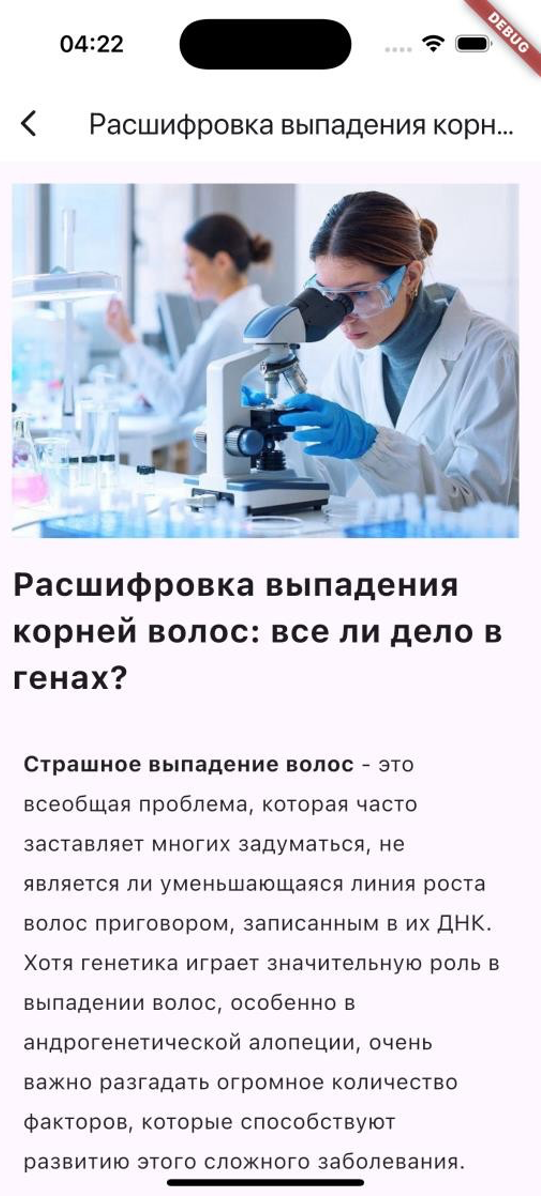 04:22
DEBUG
Расшифровка выпадения корн...
Расшифровка выпадения
корней волос: все ли дело в
генах?
Страшное выпадение волос - это
всеобщая проблема, которая часто
заставляет многих задуматься, не
является ли уменьшающаяся линия роста
волос приговором, записанным в их ДНК.
Хотя генетика играет значительную роль в
выпадении волос, особенно в
андрогенетической алопеции, очень
важно разгадать огромное количество
факторов, которые способствуют
развитию этого сложного заболевания.